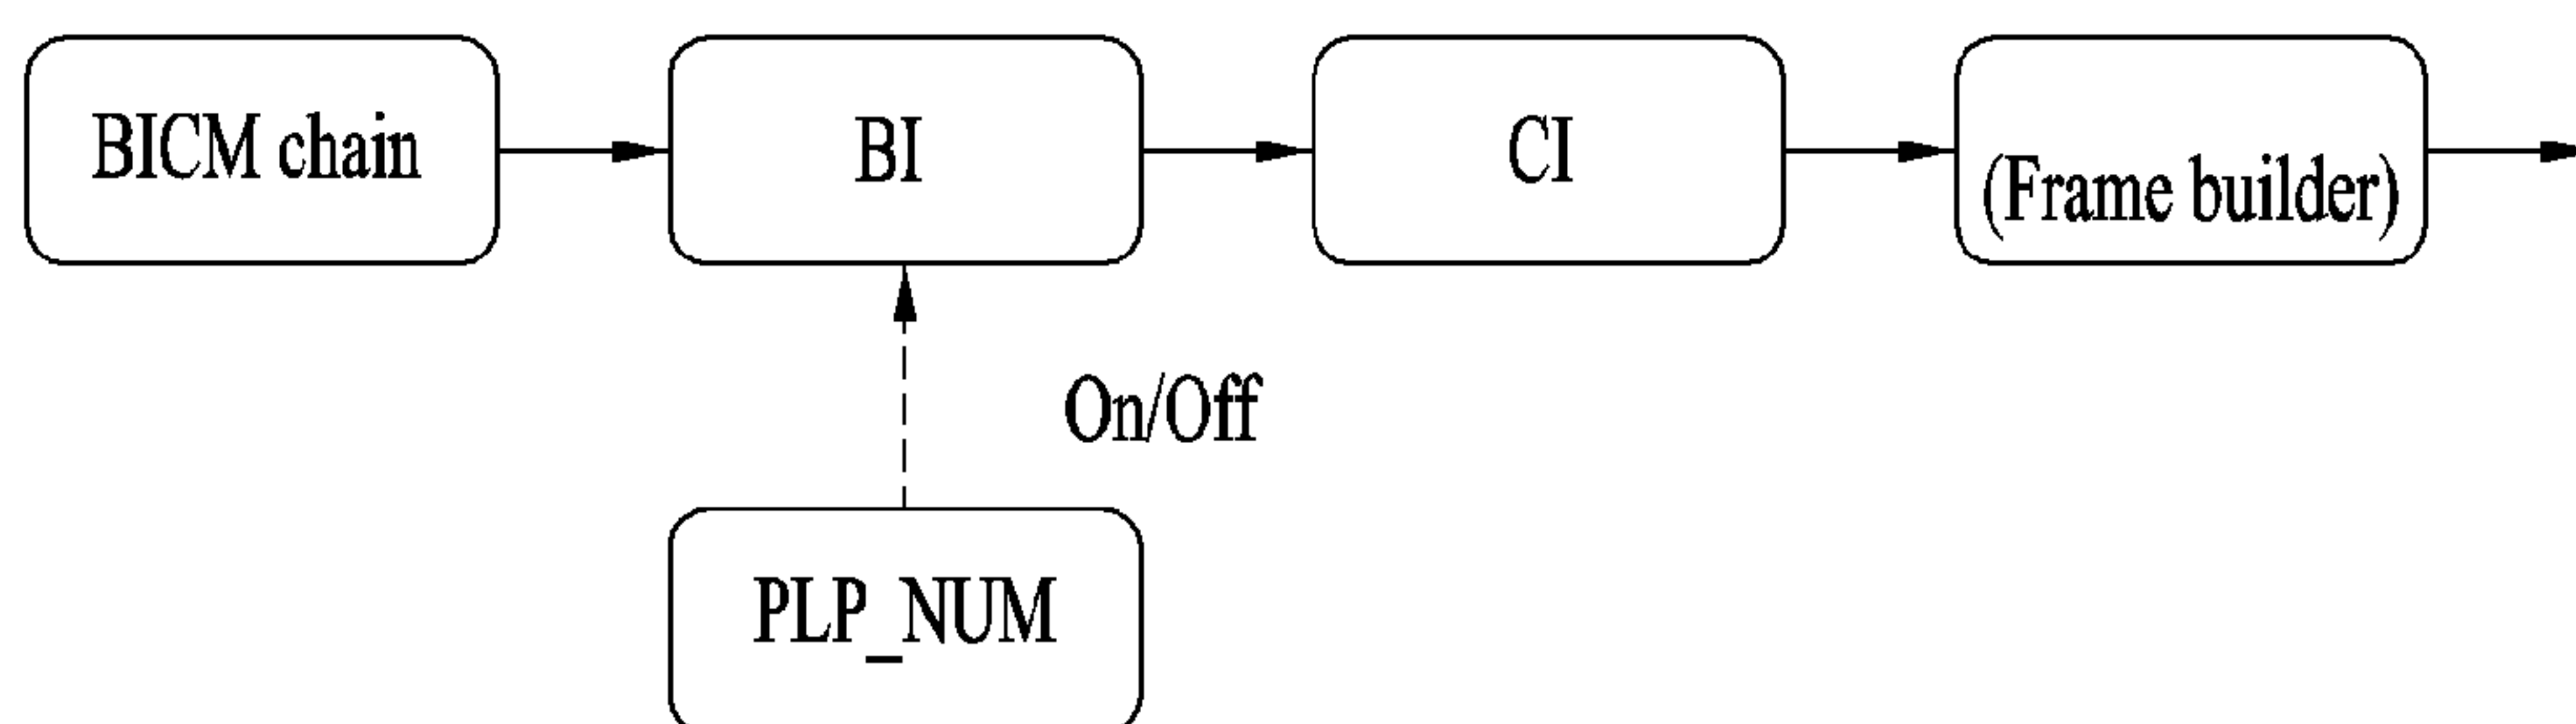 BICM chain
BI
CI
(Frame builder)
On/Off
PLP_NUM